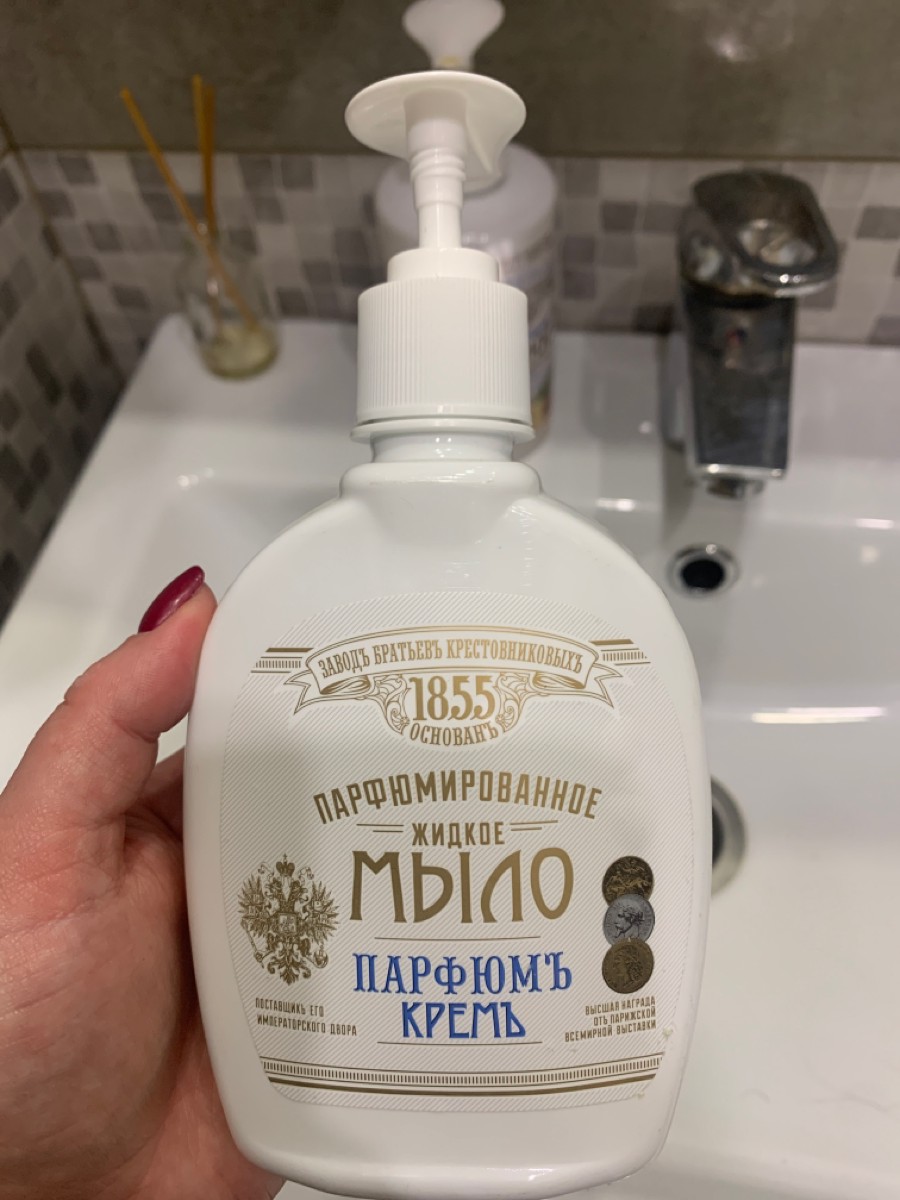 ЗАВОДЪ БРАТЬЕВЪ КРЕСТОВНИКОВЫХЪ
1855
ОСНОВАНЪ
ПАРФЮМИРОВАННОЕ
ЖИДКОЕ
МЫЛО
ПАРФЮМЪ
КРЕМЪ
ПОСТАВЩИКЪ ЕГО
ИМПЕРАТОРСКОГО ДВОРА
ВЫСШАЯ НАГРАДА
ОТЪ ПАРИЖСКОЙ
ВСЕМИРНОЙ ВЫСТАВКИ